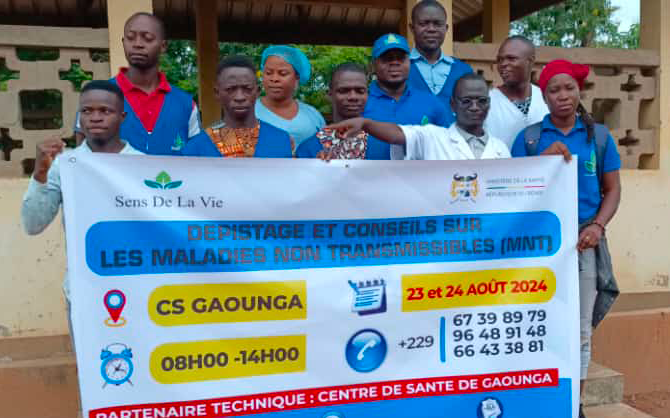 Sens De La Vie
MINISTÈRE DE LA SANTÉ
RÉPUBLIQUE DU BÉNIN
DEPISTAGE ET CONSEILS SUR
LES MALADIES NON TRANSMISSIBLES (MNT)
CS GAOUNGA
23 et 24 AOÛT 2024
08H00 -14H00
+229
67 39 89 79
96 48 91 48
66 43 38 81
PARTENAIRE TECHNIQUE : CENTRE DE SANTE DE GAOUNGA